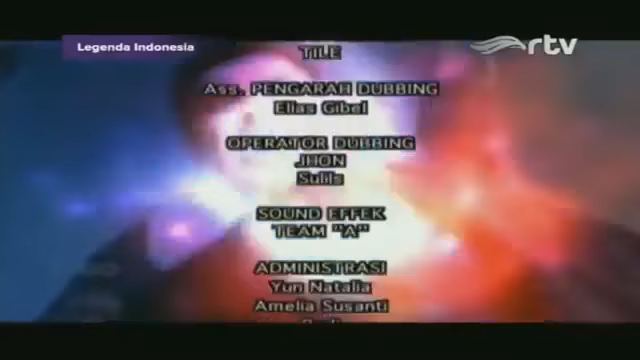 Legenda Indonesia
rtv
TILE
Ass. PENGARAH DUBBING
Elias Gibel
OPERATOR DUBBING
JHON
Sulis
SOUND EFFEK
TEAM "A"
ADMINISTRASI
Yun Natalia
Amelia Susanti